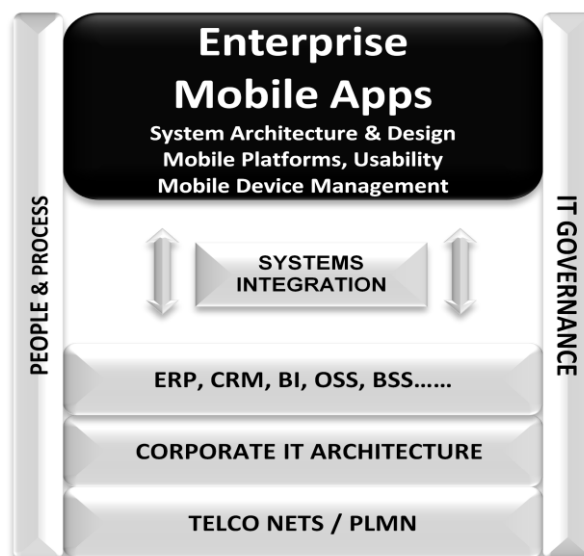 Enterprise
Mobile Apps
System Architecture & Design
Mobile Platforms, Usability
Mobile Device Management
PEOPLE & PROCESS
IT GOVERNANCE
SYSTEMS
INTEGRATION
ERP, CRM, BI, OSS, BSS......
CORPORATE IT ARCHITECTURE
TELCO NETS / PLMN